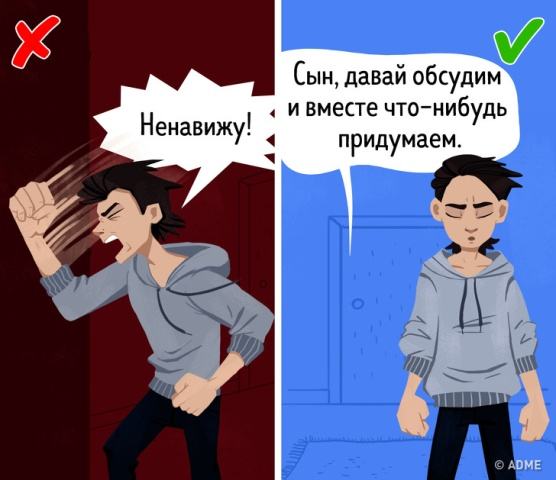 Ненавижу!
Сын, давай обсудим
и вместе что-нибудь
придумаем.
© ADME